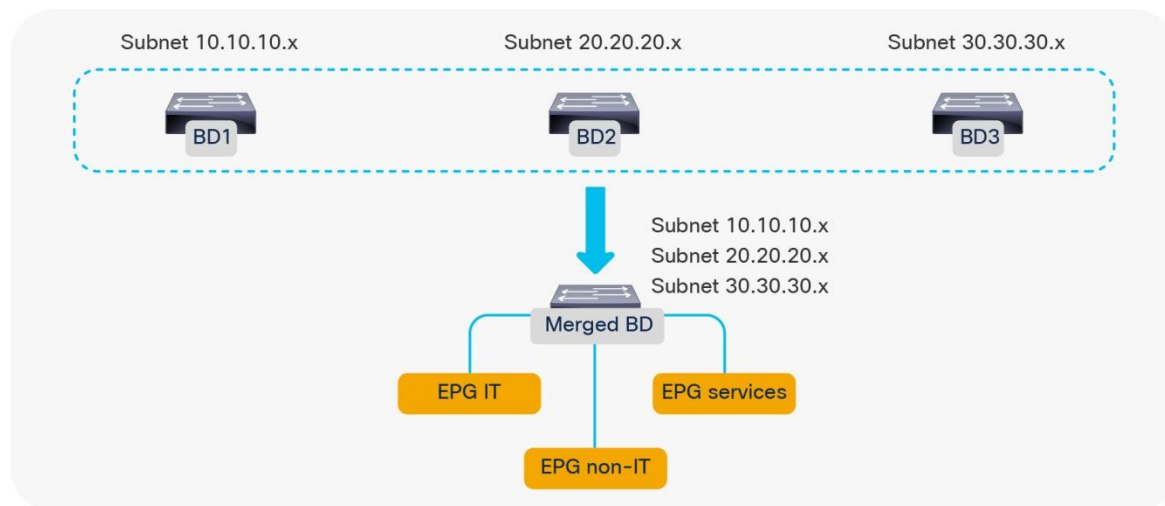 Subnet 10.10.10.x
Subnet 20.20.20.x
Subnet 30.30.30.x
BD1
BD2
BD3
Subnet 10.10.10.x
Subnet 20.20.20.x
Subnet 30.30.30.x
Merged BD
EPG IT
EPG services
EPG non-IT